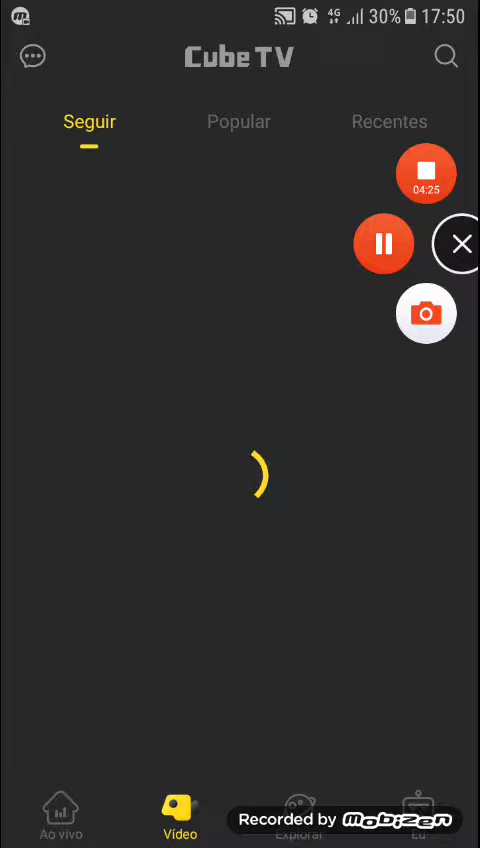 4G 30% 17:50
Cube TV
Seguir Popular Recentes
04:25
Ao vivo Vídeo Explorar Eu
Recorded by mobizen